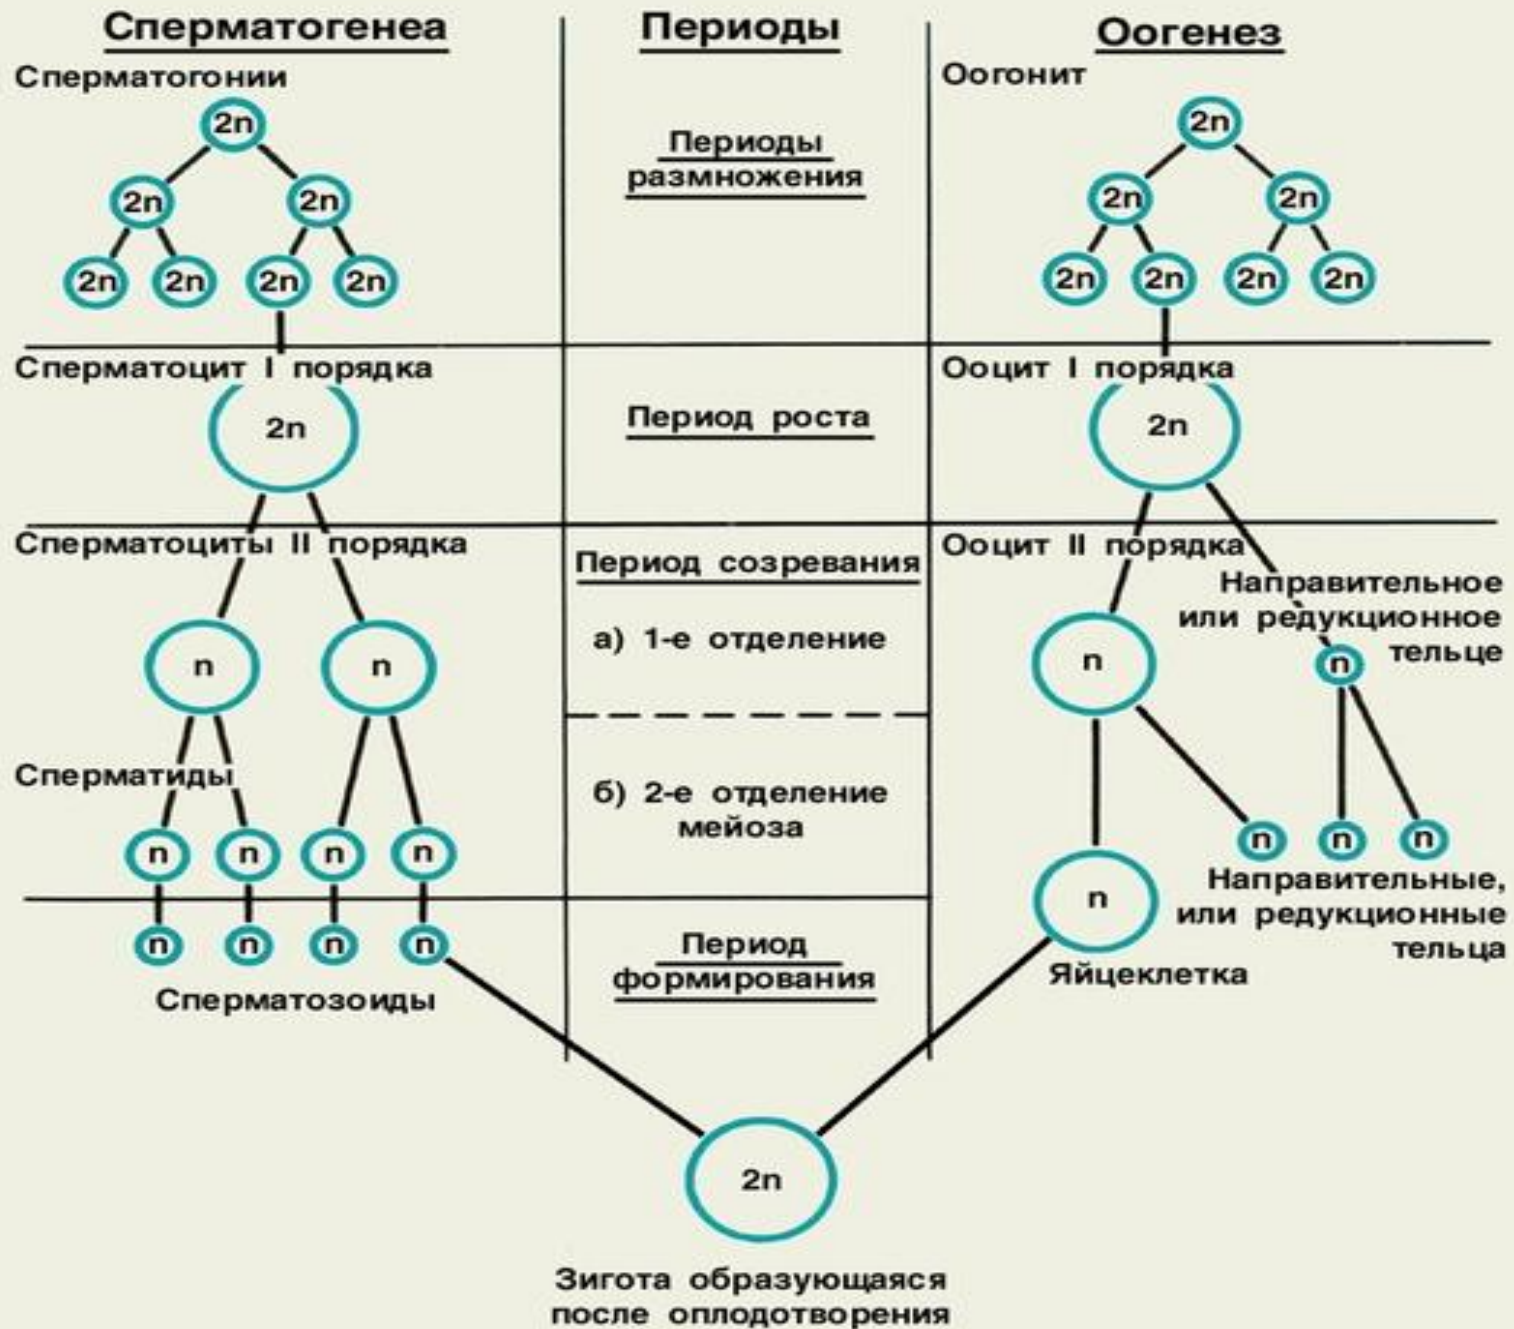 Сперматогенеа
Периоды
Оогенез
Сперматогонии
Оогонит
2n
2n
2n
2n
2n
2n
2n
Периоды
размножения
2n
2n
2n
2n
2n
2n
2n
Сперматоцит I порядка
2n
Период роста
Ооцит I порядка
2n
Сперматоциты II порядка
n
n
Период созревания
а) 1-е отделение
Ооцит II порядка
Направительное
или редукционное
тельце
n
n
Сперматиды
n
n
n
n
б) 2-е отделение
мейоза
n
n
n
Направительные,
или редукционные
тельца
n
n
n
n
Сперматозоиды
Период
формирования
n
Яйцеклетка
2n
Зигота образующаяся
после оплодотворения